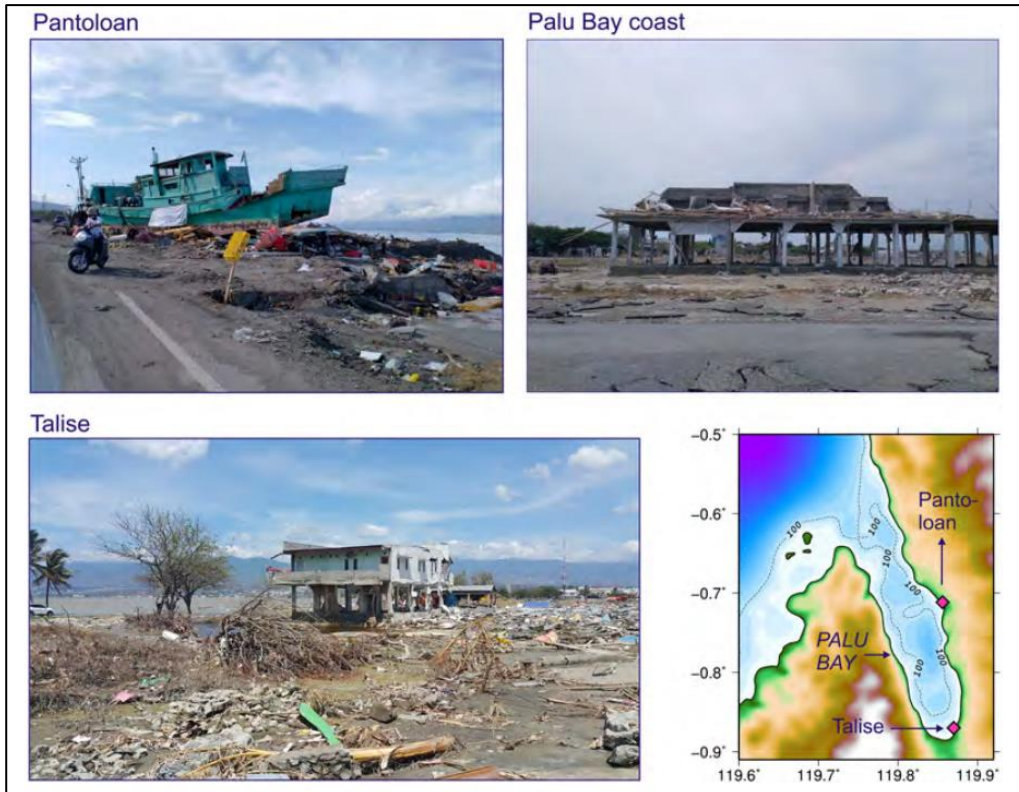 Pantoloan
Palu Bay coast
Talise
−0.5˚
−0.6˚
−0.7˚
−0.8˚
−0.9˚
119.6˚
119.7˚
119.8˚
119.9˚
100
100
100
100
100
100
Panto-
loan
PALU
BAY
Talise